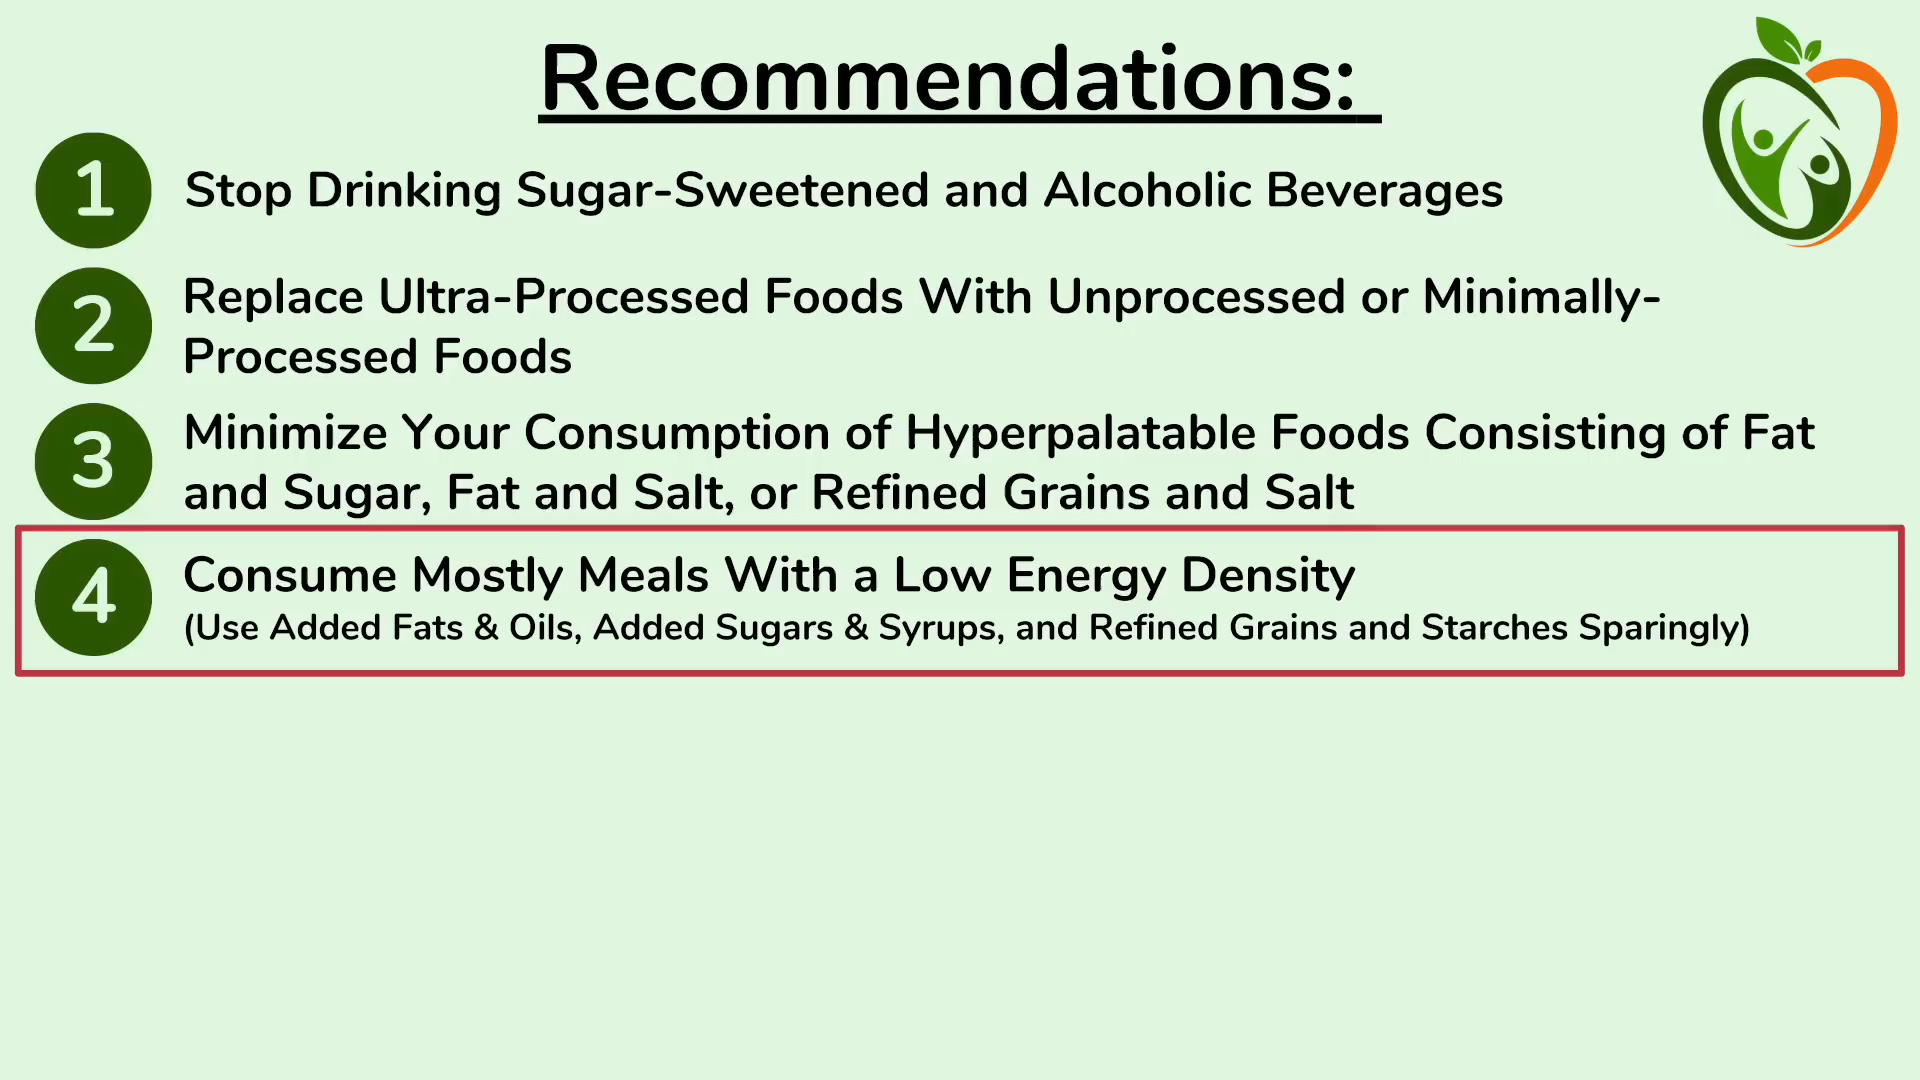 Recommendations:
1
Stop Drinking Sugar-Sweetened and Alcoholic Beverages
2
Replace Ultra-Processed Foods With Unprocessed or Minimally-
Processed Foods
3
Minimize Your Consumption of Hyperpalatable Foods Consisting of Fat
and Sugar, Fat and Salt, or Refined Grains and Salt
4
Consume Mostly Meals With a Low Energy Density
(Use Added Fats & Oils, Added Sugars & Syrups, and Refined Grains and Starches Sparingly)